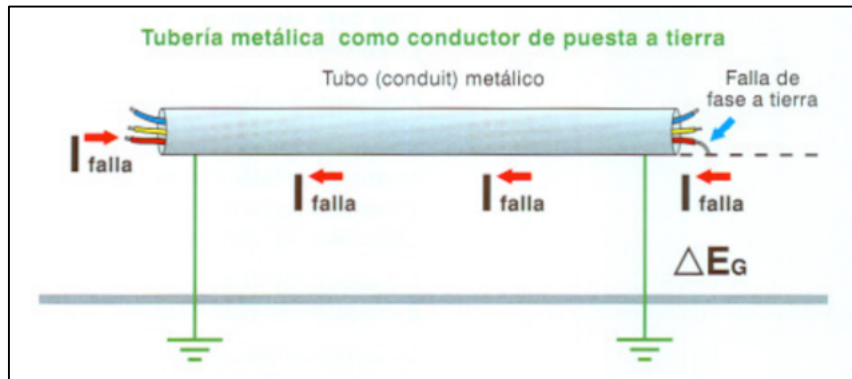 Tubería metálica como conductor de puesta a tierra
Tubo (conduit) metálico
Falla de
fase a tierra
I falla
I falla
I falla
I falla
△EG